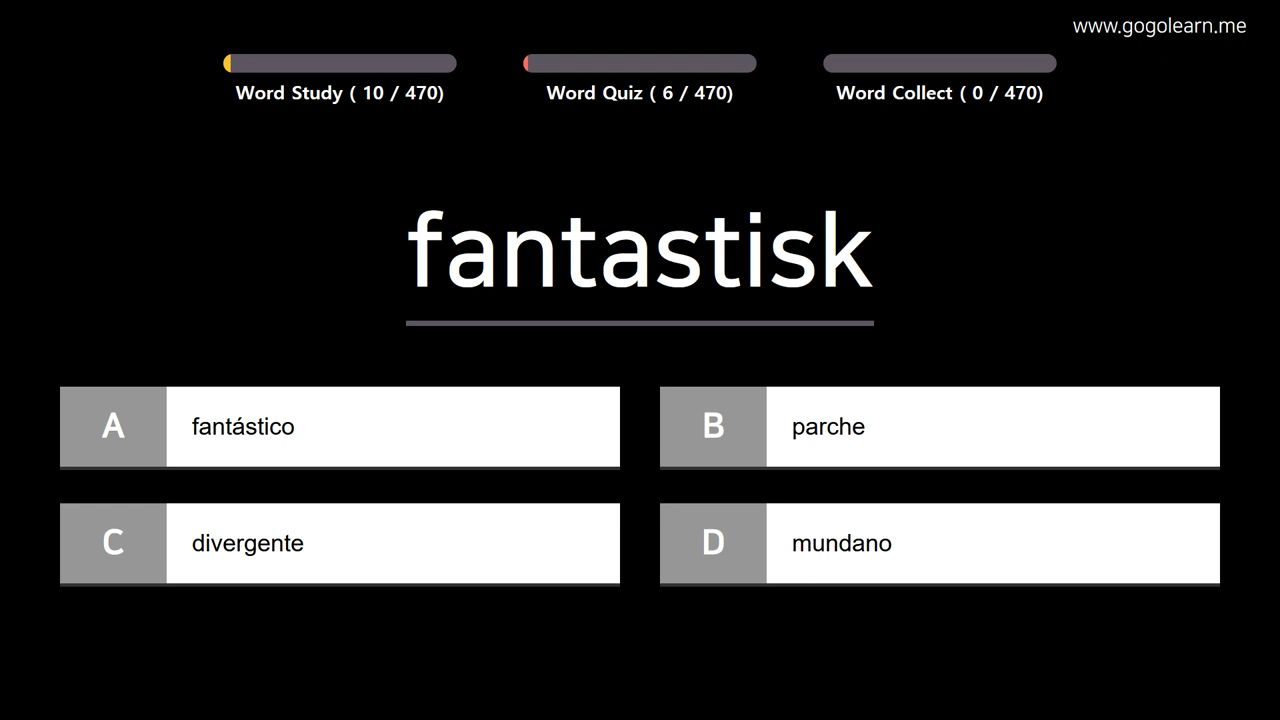 www.gogolearn.me
Word Study ( 10 / 470)
Word Quiz ( 6 / 470)
Word Collect ( 0 / 470)
fantastisk
A fantástico
B parche
C divergente
D mundano